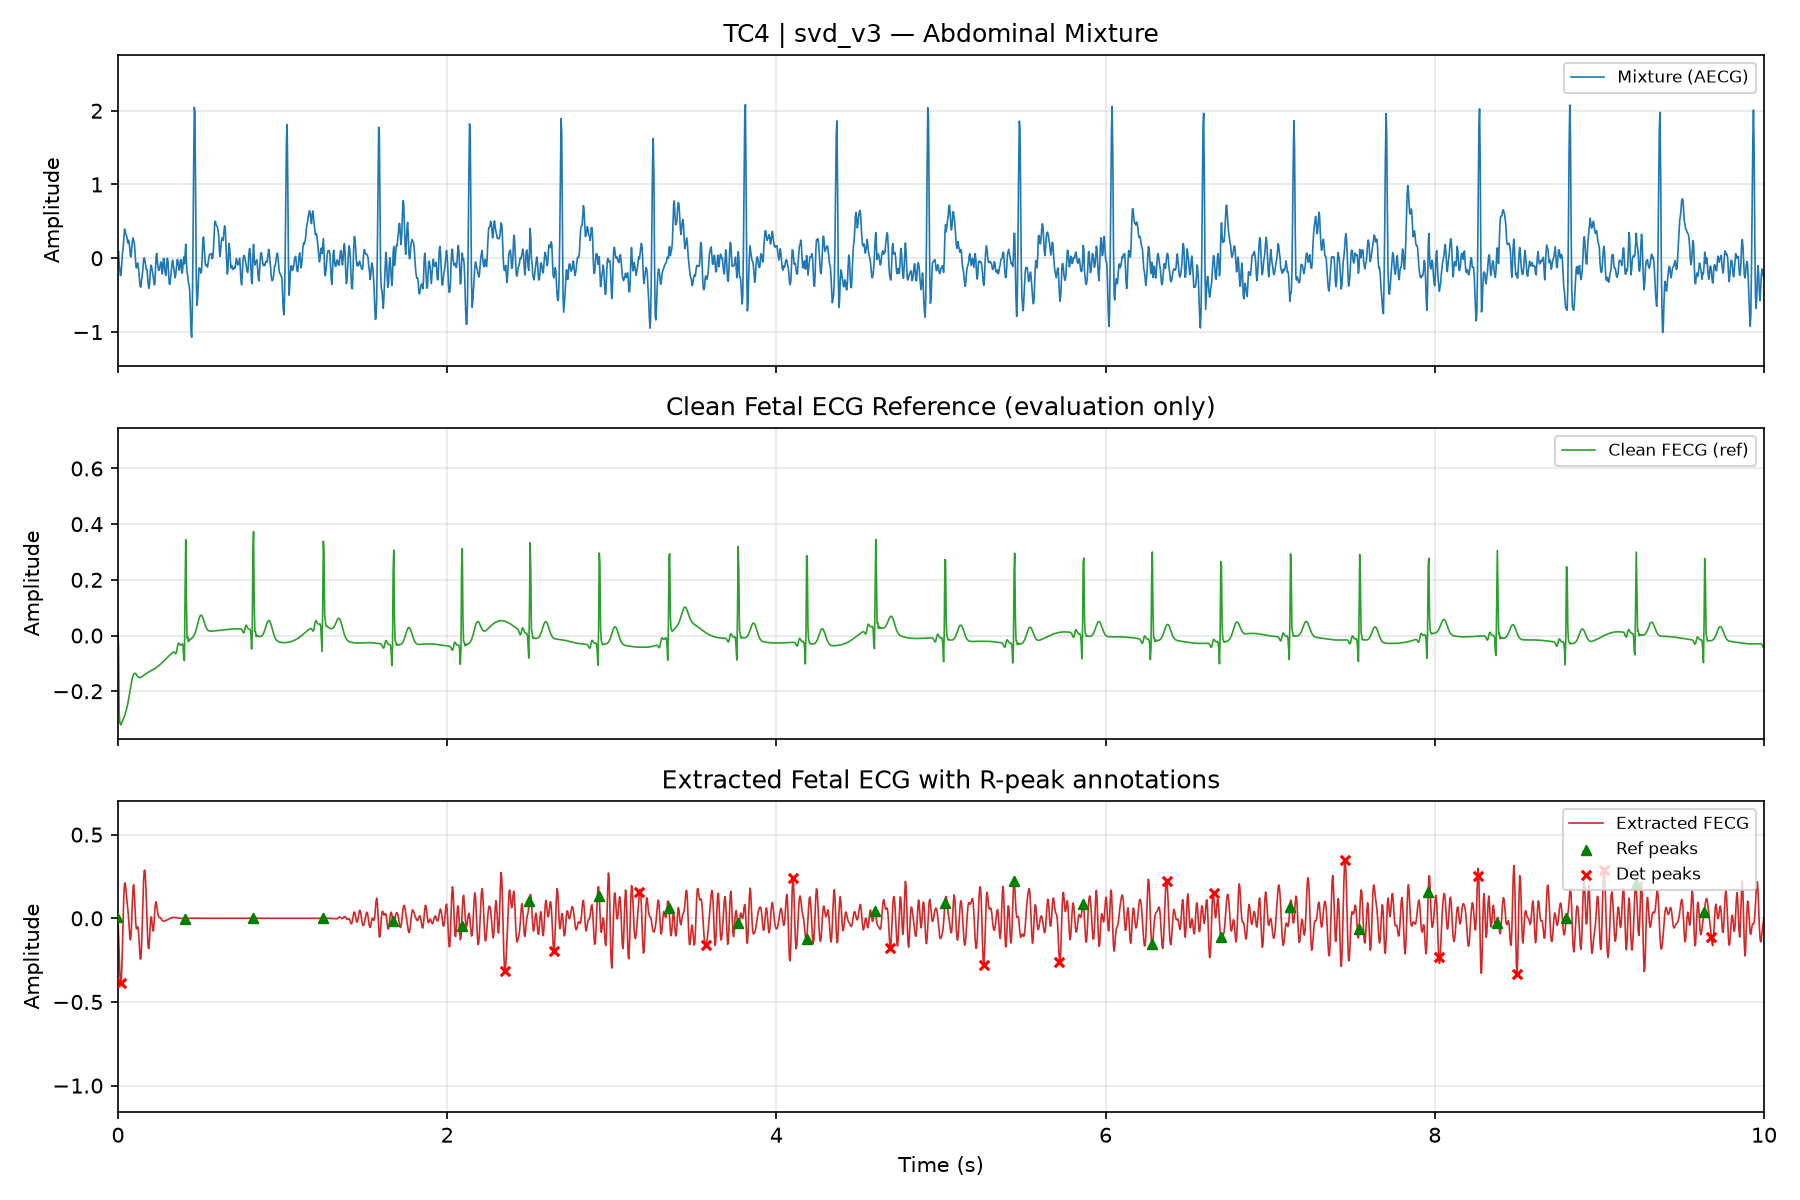 TC4 | svd_v3 — Abdominal Mixture
Mixture (AECG)
Amplitude
2
1
0
−1
Clean Fetal ECG Reference (evaluation only)
Clean FECG (ref)
Amplitude
0.6
0.4
0.2
0.0
−0.2
Extracted Fetal ECG with R-peak annotations
Extracted FECG
Ref peaks
Det peaks
Amplitude
0.5
0.0
−0.5
−1.0
0 2 4 6 8 10
Time (s)